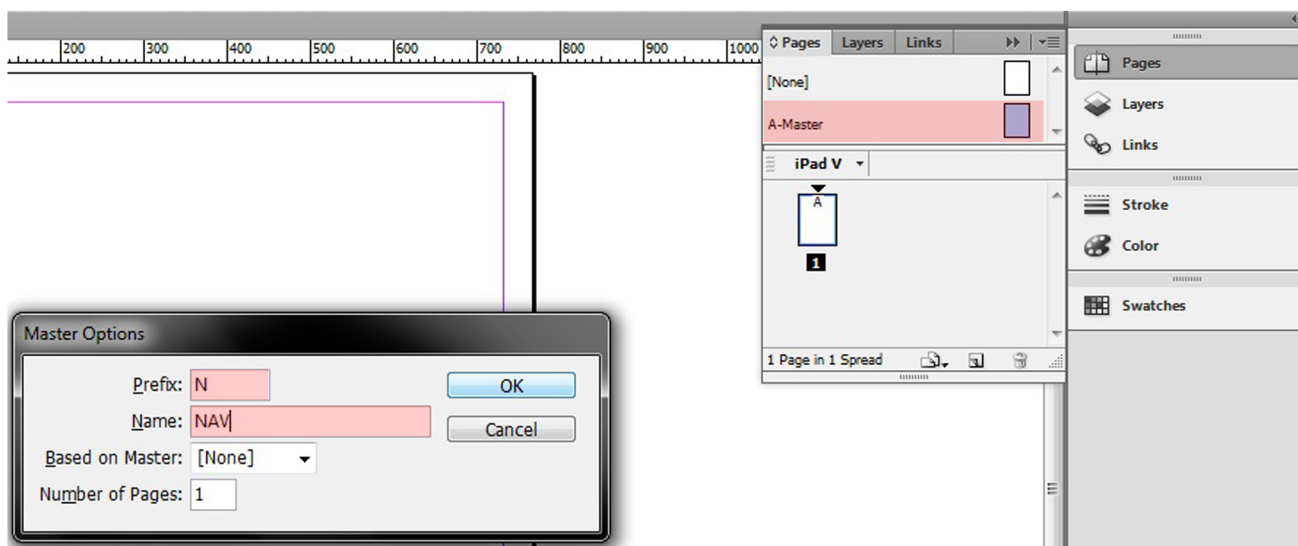 200 300 400 500 600 700 800 900 1000
Pages Layers Links
[None]
A-Master
iPad V
A
1
1 Page in 1 Spread
Pages
Layers
Links
Stroke
Color
Swatches
Master Options
Prefix: N
OK
Name: NAV
Cancel
Based on Master: [None]
Number of Pages: 1